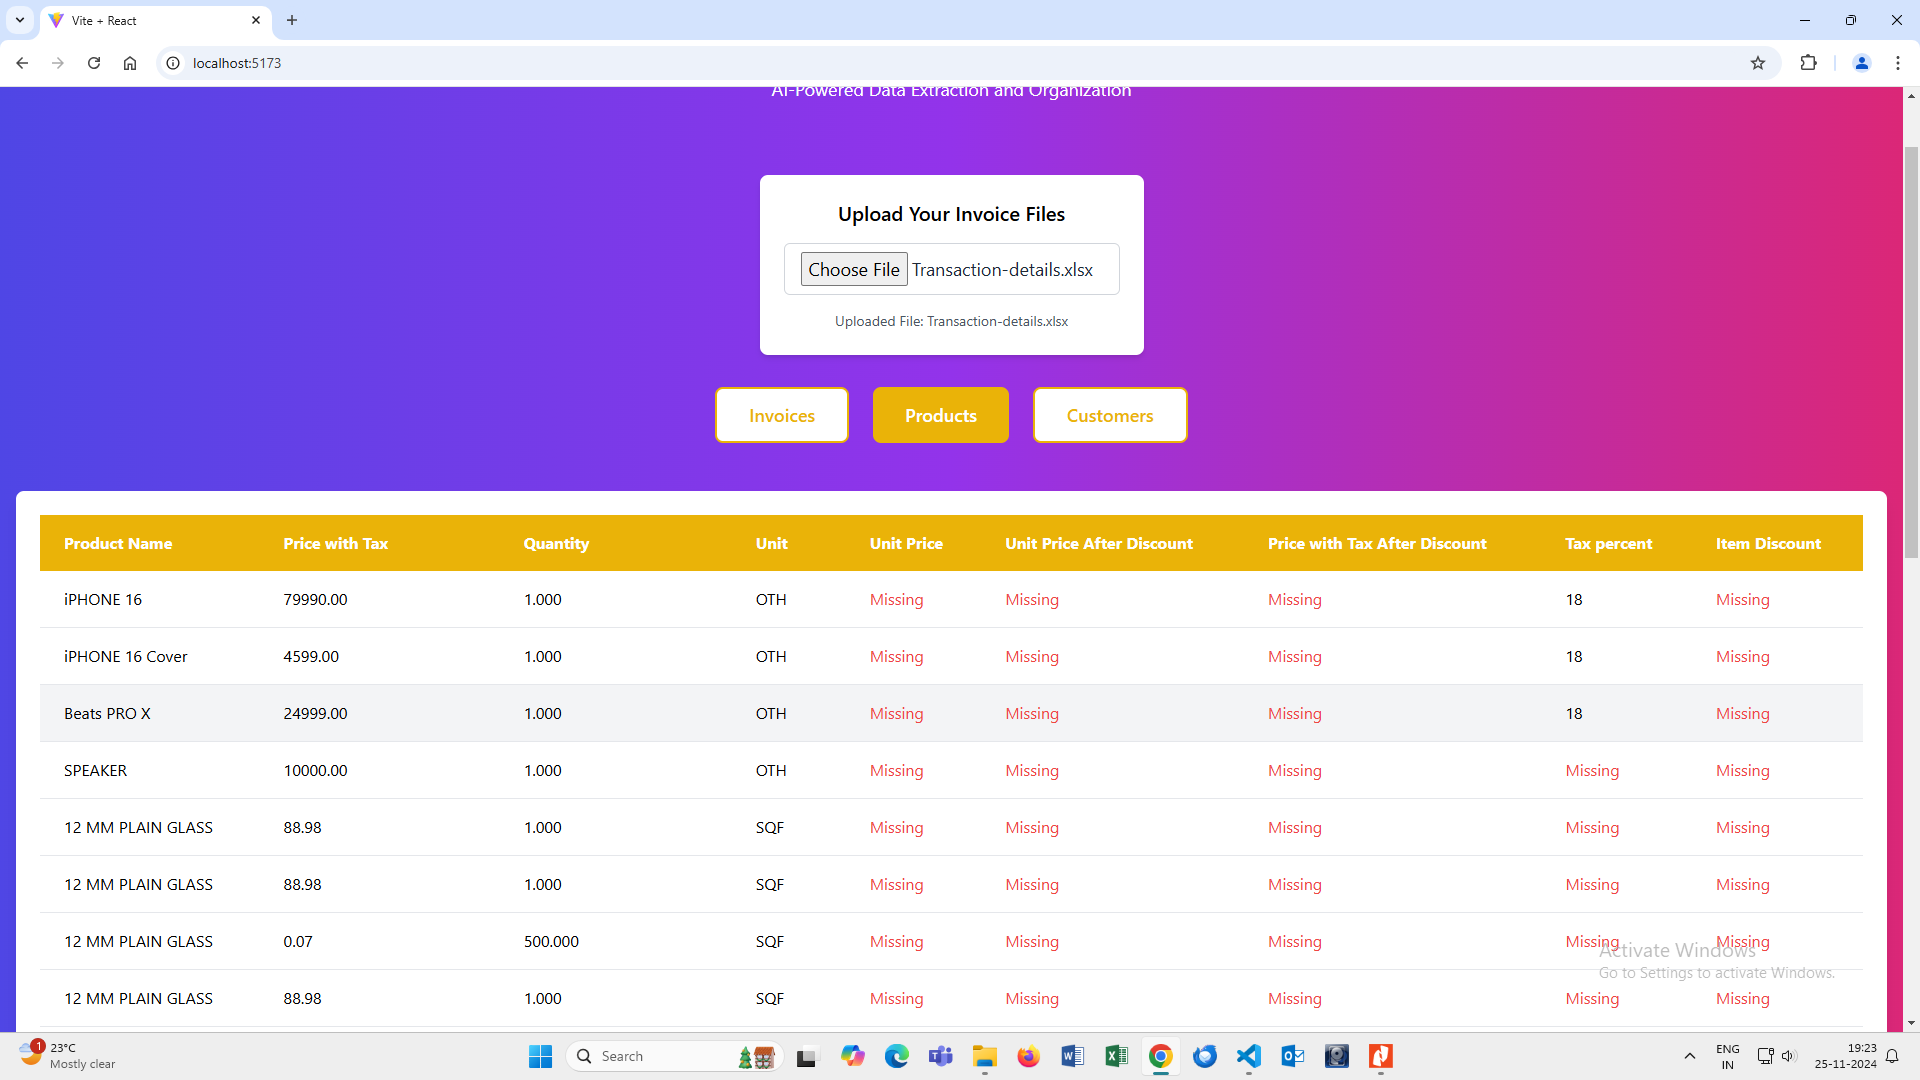 Vite + React
localhost:5173
AI-Powered Data Extraction and Organization
Upload Your Invoice Files
Choose File Transaction-details.xlsx
Uploaded File: Transaction-details.xlsx
Invoices Products Customers
Product Name Price with Tax Quantity Unit Unit Price Unit Price After Discount Price with Tax After Discount Tax percent Item Discount
iPHONE 16 79990.00 1.000 OTH Missing Missing Missing 18 Missing
iPHONE 16 Cover 4599.00 1.000 OTH Missing Missing Missing 18 Missing
Beats PRO X 24999.00 1.000 OTH Missing Missing Missing 18 Missing
SPEAKER 10000.00 1.000 OTH Missing Missing Missing Missing Missing
12 MM PLAIN GLASS 88.98 1.000 SQF Missing Missing Missing Missing Missing
12 MM PLAIN GLASS 88.98 1.000 SQF Missing Missing Missing Missing Missing
12 MM PLAIN GLASS 0.07 500.000 SQF Missing Missing Missing Missing Missing
Activate Windows
Go to Settings to activate Windows.
12 MM PLAIN GLASS 88.98 1.000 SQF Missing Missing Missing Missing Missing
1
23°C
Mostly clear
Search
ENG
IN
19:23
25-11-2024